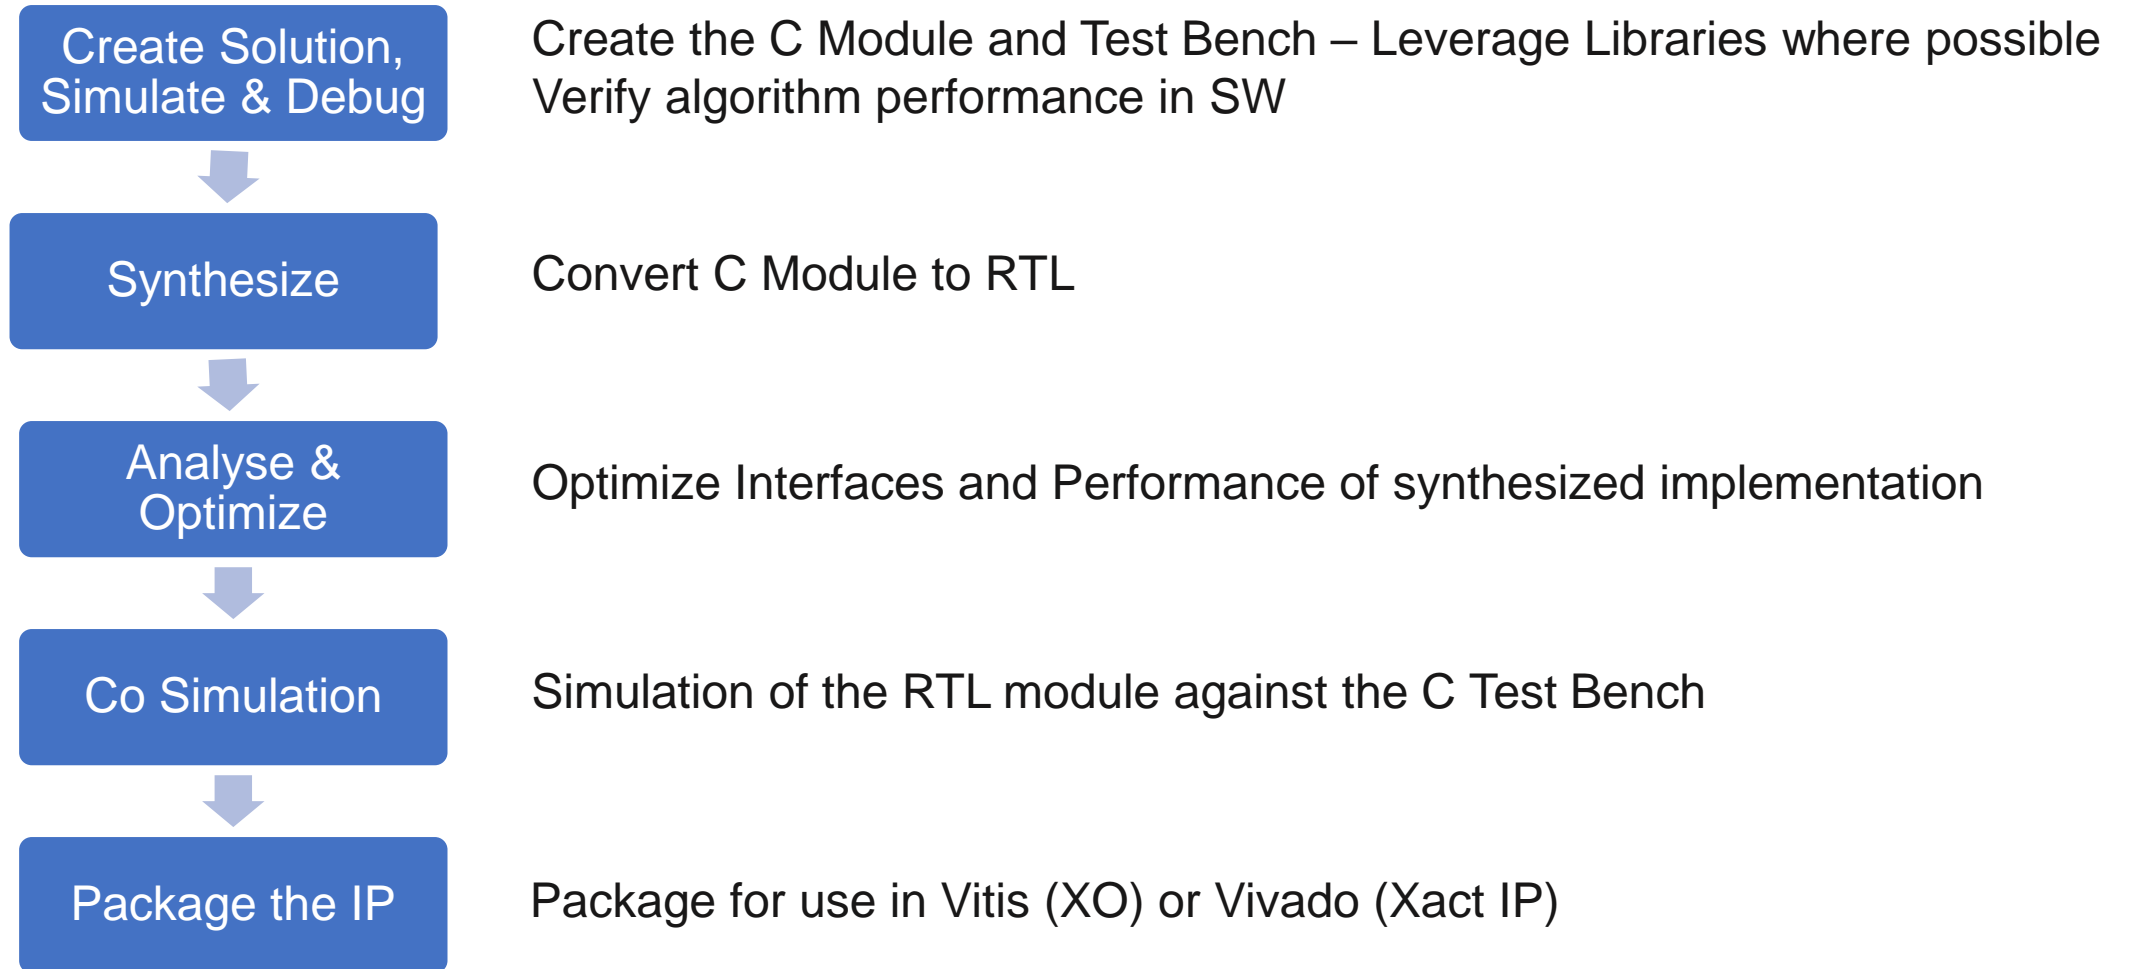 Create Solution,
Simulate & Debug
Create the C Module and Test Bench – Leverage Libraries where possible
Verify algorithm performance in SW
Synthesize
Convert C Module to RTL
Analyse &
Optimize
Optimize Interfaces and Performance of synthesized implementation
Co Simulation
Simulation of the RTL module against the C Test Bench
Package the IP
Package for use in Vitis (XO) or Vivado (Xact IP)